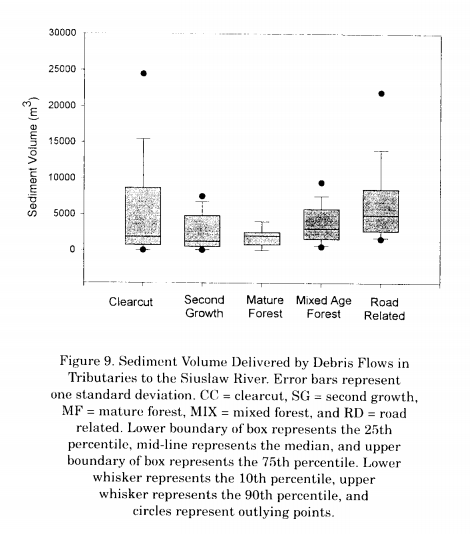 30000
25000
20000
15000
10000
5000
0
Sediment Volume (m³)
Clearcut
Second
Growth
Mature
Forest
Mixed Age
Forest
Road
Related
Figure 9. Sediment Volume Delivered by Debris Flows in
Tributaries to the Siuslaw River. Error bars represent
one standard deviation. CC = clearcut, SG = second growth,
MF = mature forest, MIX = mixed forest, and RD = road
related. Lower boundary of box represents the 25th
percentile, mid-line represents the median, and upper
boundary of box represents the 75th percentile. Lower
whisker represents the 10th percentile, upper
whisker represents the 90th percentile, and
circles represent outlying points.